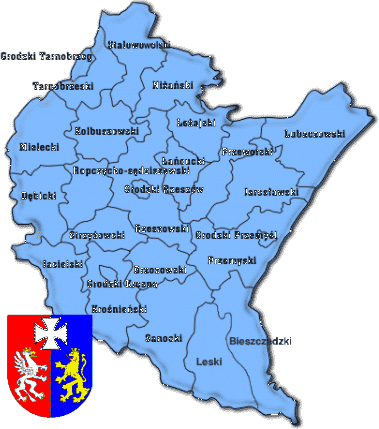 Stalowowolski
Grodzki Tarnobrzeg
Tarnobrzeski
Niżański
Leżajski
Kolbuszowski
Lubaczowski
Mielecki
Przeworski
Łańcucki
Ropczycko-sędziszowski
Dębicki
Grodzki Rzeszów
Jarosławski
Rzeszowski
Strzyżowski
Grodzki Przemyśl
Jasielski
Przemyski
Brzozowski
Grodzki Krosno
Krośnieński
Sanocki
Bieszczadzki
Leski